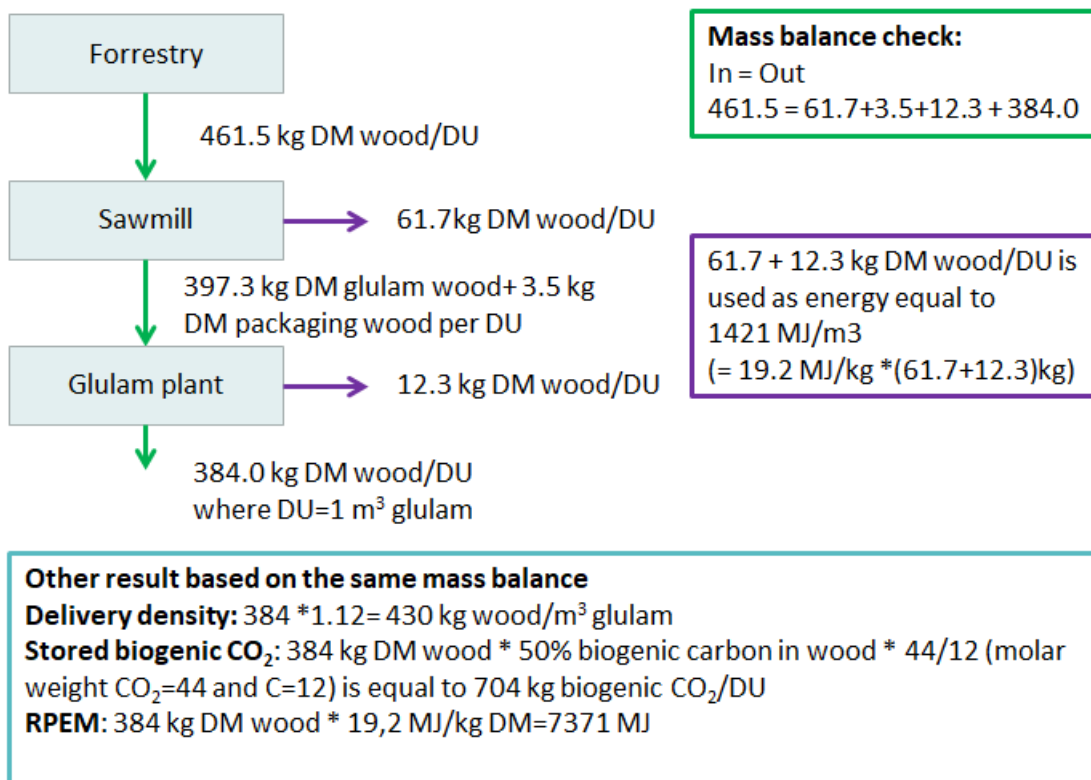 Forrestry
461.5 kg DM wood/DU
Sawmill
61.7kg DM wood/DU
397.3 kg DM glulam wood+ 3.5 kg
DM packaging wood per DU
Glulam plant
12.3 kg DM wood/DU
384.0 kg DM wood/DU
where DU=1 m³ glulam
Mass balance check:
In = Out
461.5 = 61.7+3.5+12.3 + 384.0
61.7 + 12.3 kg DM wood/DU is
used as energy equal to
1421 MJ/m3
(= 19.2 MJ/kg *(61.7+12.3)kg)
Other result based on the same mass balance
Delivery density: 384 *1.12= 430 kg wood/m³ glulam
Stored biogenic CO₂: 384 kg DM wood * 50% biogenic carbon in wood * 44/12 (molar
weight CO₂=44 and C=12) is equal to 704 kg biogenic CO₂/DU
RPEM: 384 kg DM wood * 19,2 MJ/kg DM=7371 MJ